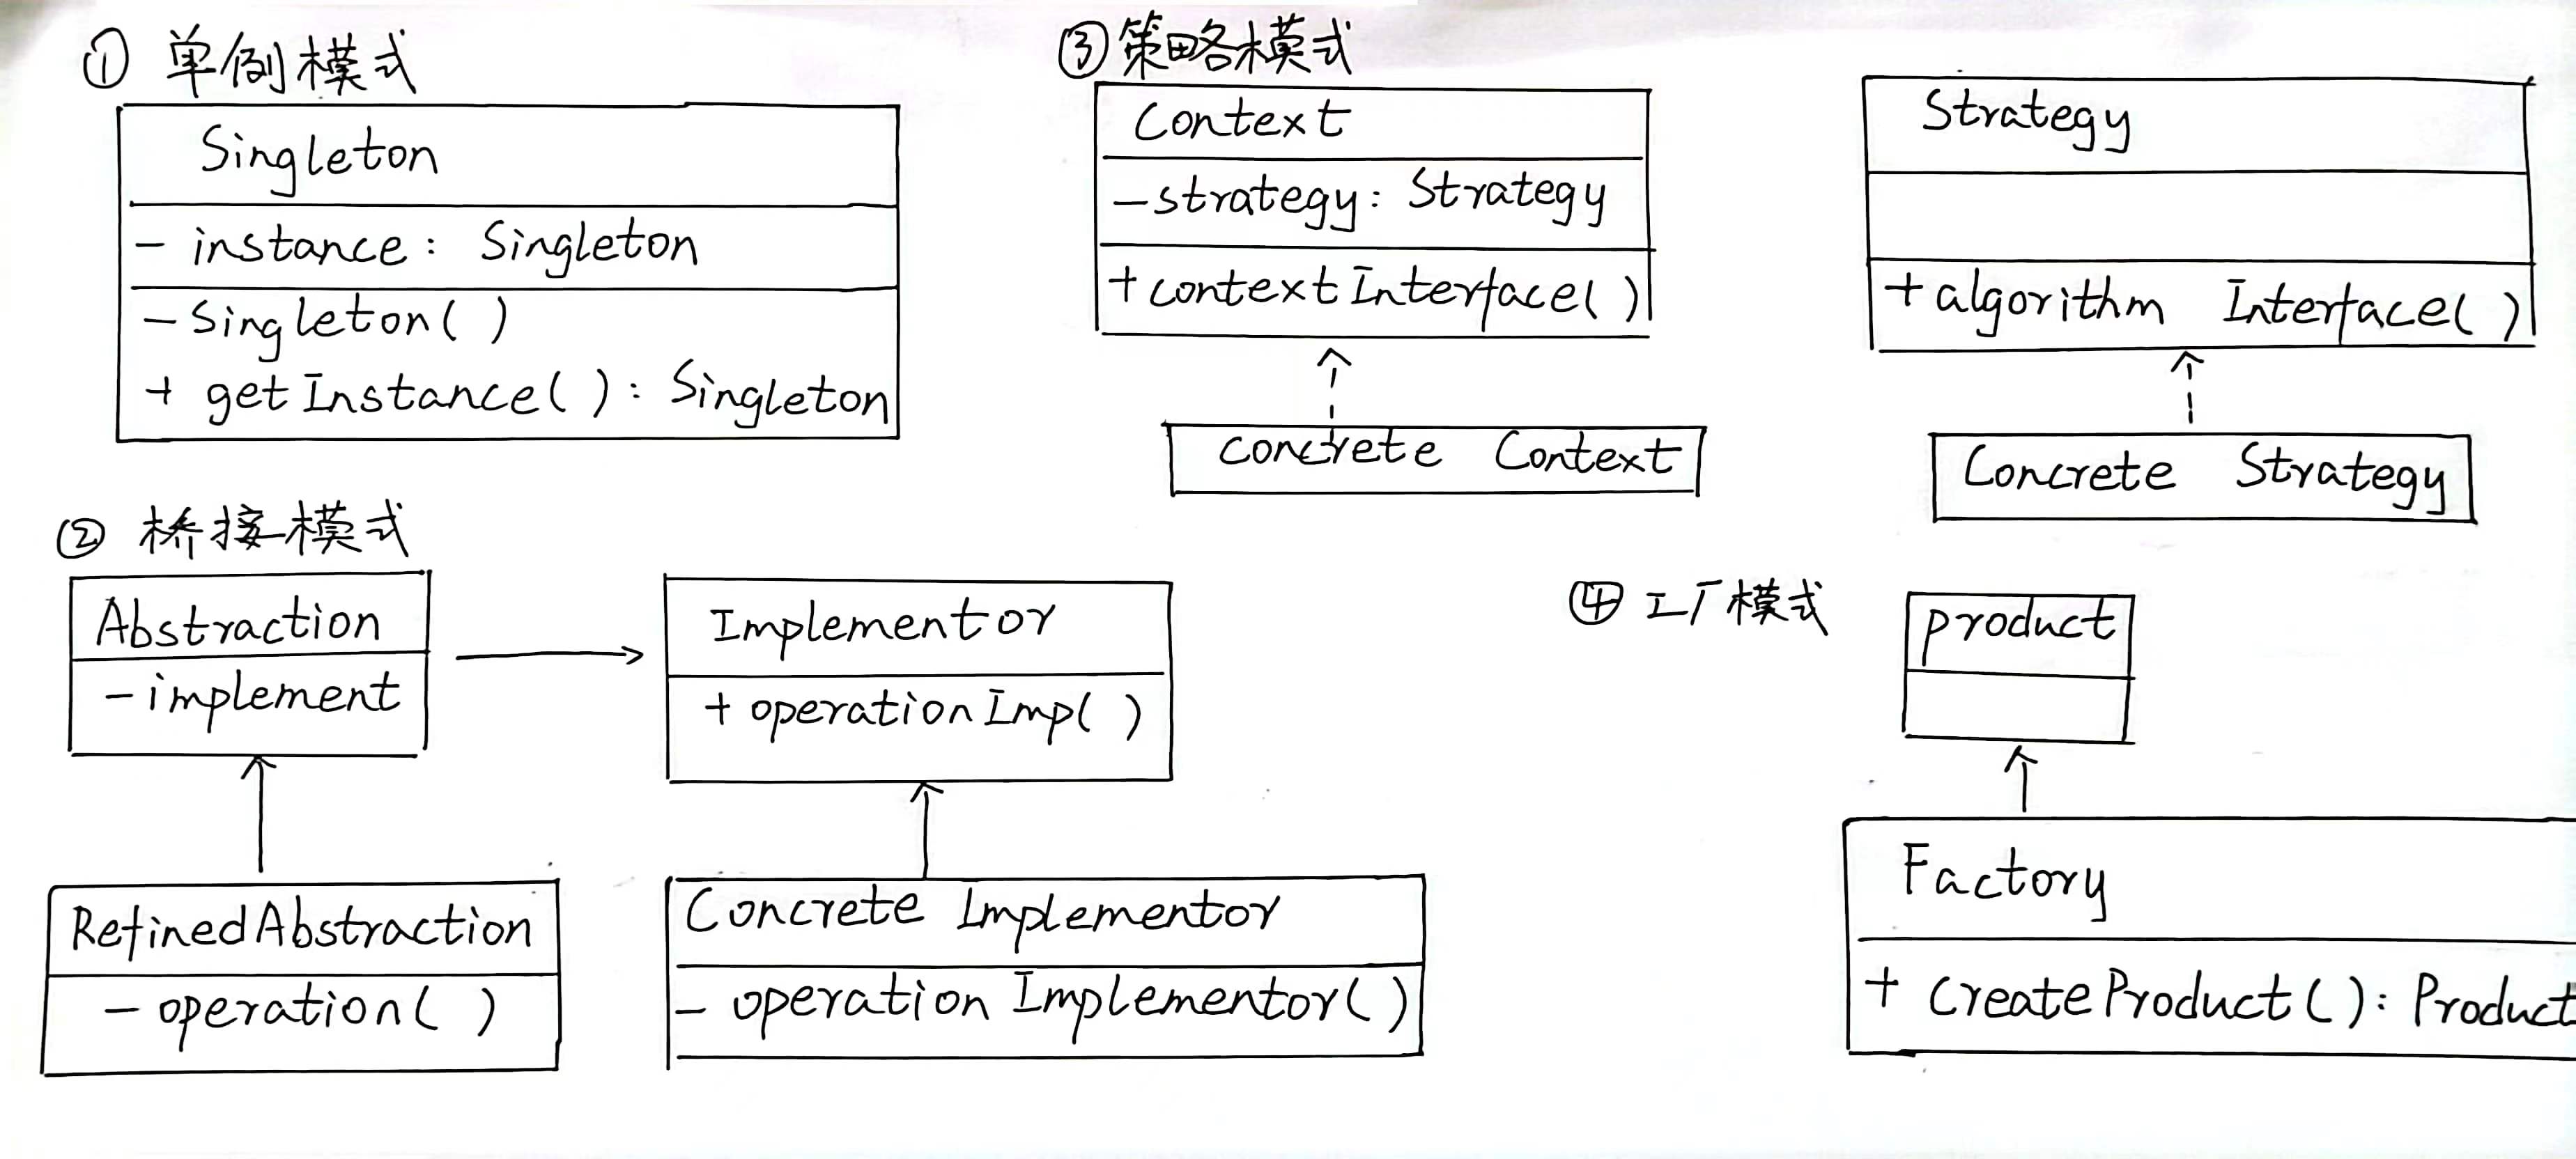 ① 单例模式
Singleton
- instance: Singleton
- Singleton( )
+ getInstance( ): Singleton
② 桥接模式
Abstraction
- implement
Implementor
+ operationImp( )
RefinedAbstraction
- operation( )
Concrete Implementor
- operationImplementor( )
③ 策略模式
Context
- strategy: Strategy
+ contextInterface( )
concrete Context
Strategy
+ algorithm Interface( )
Concrete Strategy
④ 工厂模式
product
Factory
+ CreateProduct( ): Product